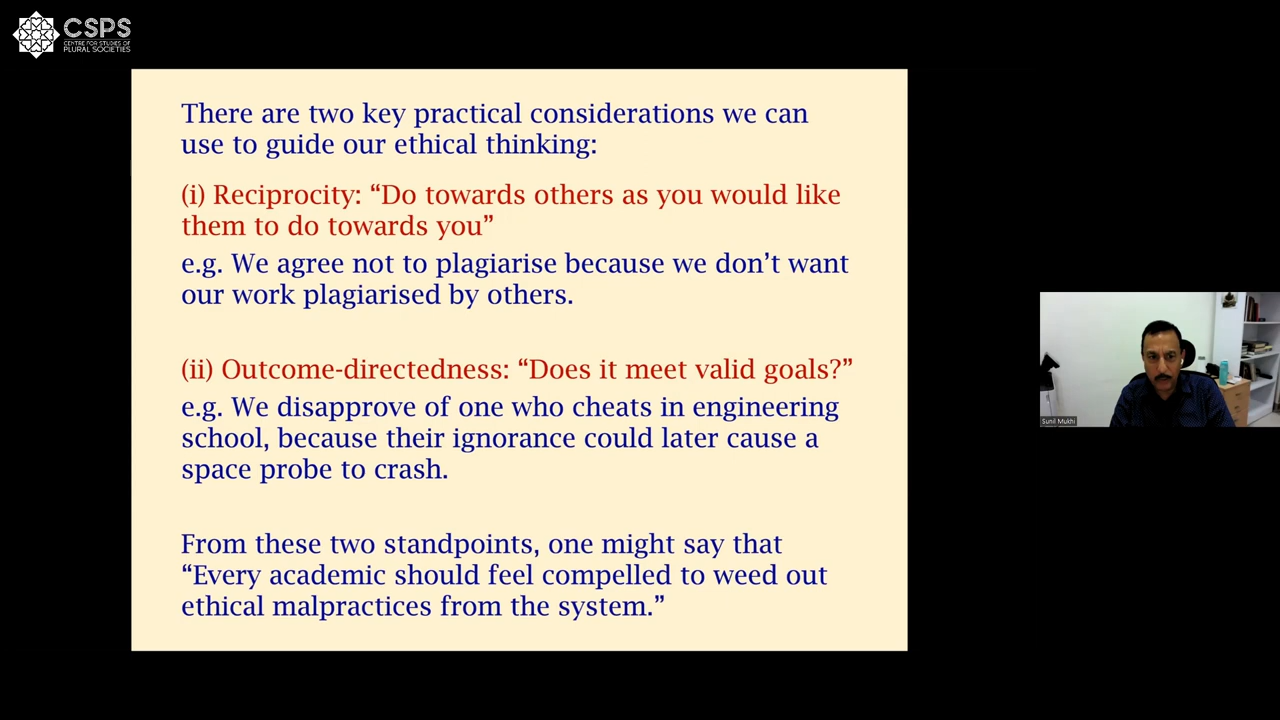 CSPS
CENTRE FOR STUDIES OF
PLURAL SOCIETIES
There are two key practical considerations we can
use to guide our ethical thinking:
(i) Reciprocity: “Do towards others as you would like
them to do towards you”
e.g. We agree not to plagiarise because we don’t want
our work plagiarised by others.
(ii) Outcome-directedness: “Does it meet valid goals?”
e.g. We disapprove of one who cheats in engineering
school, because their ignorance could later cause a
space probe to crash.
From these two standpoints, one might say that
“Every academic should feel compelled to weed out
ethical malpractices from the system.”
Sunil Mukhi